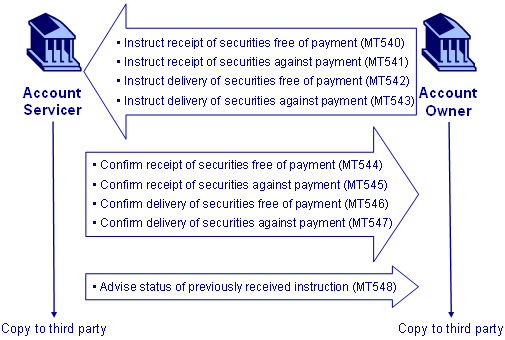 Account
Servicer
▪ Instruct receipt of securities free of payment (MT540)
▪ Instruct receipt of securities against payment (MT541)
▪ Instruct delivery of securities free of payment (MT542)
▪ Instruct delivery of securities against payment (MT543)
Account
Owner
▪ Confirm receipt of securities free of payment (MT544)
▪ Confirm receipt of securities against payment (MT545)
▪ Confirm delivery of securities free of payment (MT546)
▪ Confirm delivery of securities against payment (MT547)
▪ Advise status of previously received instruction (MT548)
Copy to third party
Copy to third party